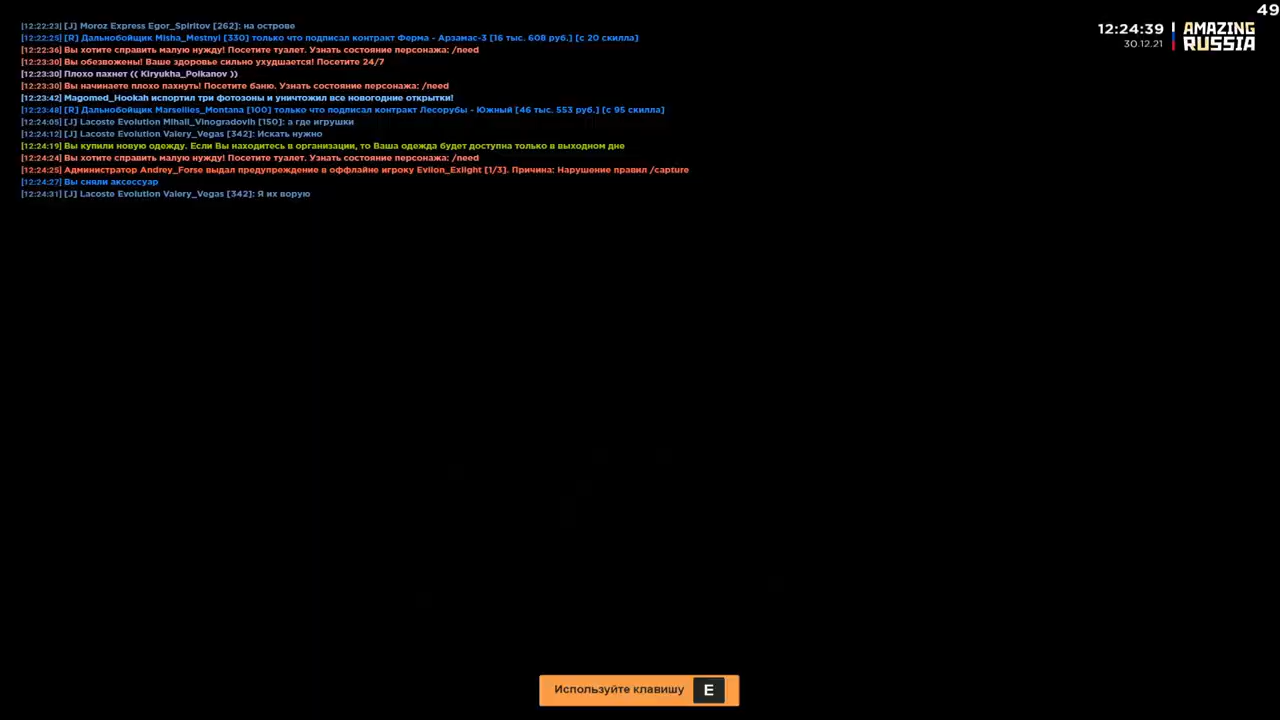 49
12:24:39
30.12.21
AMAZING
RUSSIA
[12:22:23] [J] Moroz Express Egor_Spiritov [262]: на острове
[12:22:25] [R] Дальнобойщик Misha_Mestnyi [330] только что подписал контракт Ферма - Арзамас-3 [16 тыс. 608 руб.] [с 20 скилла]
[12:22:36] Вы хотите справить малую нужду! Посетите туалет. Узнать состояние персонажа: /need
[12:23:30] Вы обезвожены! Ваше здоровье сильно ухудшается! Посетите 24/7
[12:23:30] Плохо пахнет (( Kiryukha_Polkanov ))
[12:23:30] Вы начинаете плохо пахнуть! Посетите баню. Узнать состояние персонажа: /need
[12:23:42] Magomed_Hookah испортил три фотозоны и уничтожил все новогодние открытки!
[12:23:48] [R] Дальнобойщик Marseilles_Montana [100] только что подписал контракт Лесорубы - Южный [46 тыс. 553 руб.] [с 95 скилла]
[12:24:05] [J] Lacoste Evolution Mihail_Vinogradovih [150]: а где игрушки
[12:24:12] [J] Lacoste Evolution Valery_Vegas [342]: Искать нужно
[12:24:19] Вы купили новую одежду. Если Вы находитесь в организации, то Ваша одежда будет доступна только в выходном дне
[12:24:24] Вы хотите справить малую нужду! Посетите туалет. Узнать состояние персонажа: /need
[12:24:25] Администратор Andrey_Forse выдал предупреждение в оффлайне игроку Evilon_Exlight [1/3]. Причина: Нарушение правил /capture
[12:24:27] Вы сняли аксессуар
[12:24:31] [J] Lacoste Evolution Valery_Vegas [342]: Я их ворую
Используйте клавишу E